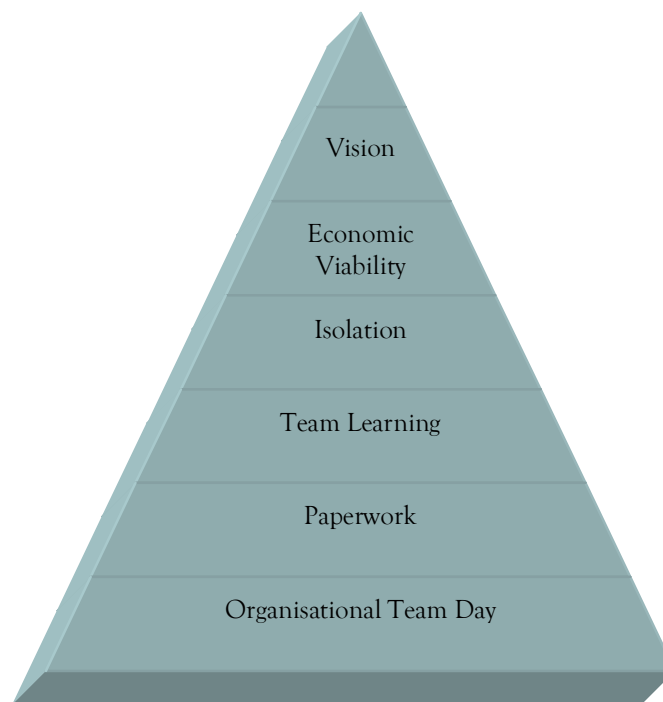 Vision
Economic
Viability
Isolation
Team Learning
Paperwork
Organisational Team Day